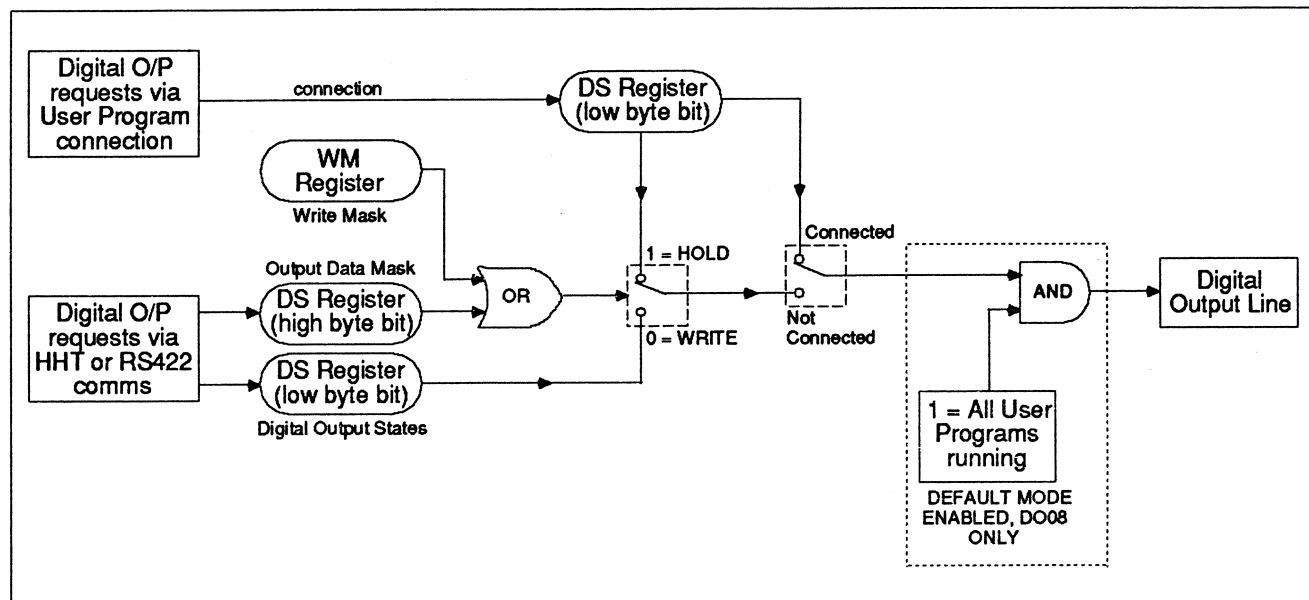 Digital O/P
requests via
User Program
connection
connection
DS Register
(low byte bit)
WM
Register
Write Mask
Output Data Mask
DS Register
(high byte bit)
Digital O/P
requests via
HHT or RS422
comms
DS Register
(low byte bit)
Digital Output States
OR
1 = HOLD
0 = WRITE
Connected
Not
Connected
AND
Digital
Output Line
1 = All User
Programs
running
DEFAULT MODE
ENABLED, DO08
ONLY